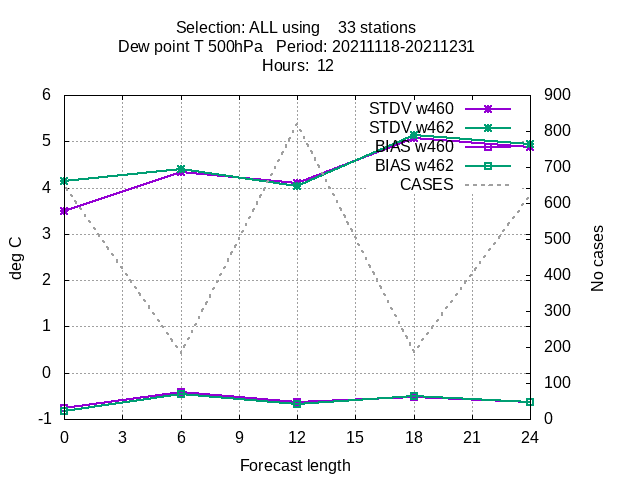 Selection: ALL using    33 stations
Dew point T 500hPa   Period: 20211118-20211231
Hours:  12
STDV w460
STDV w462
BIAS w460
BIAS w462
CASES
6
5
4
3
2
1
0
-1
900
800
700
600
500
400
300
200
100
0
deg C
No cases
0 3 6 9 12 15 18 21 24
Forecast length